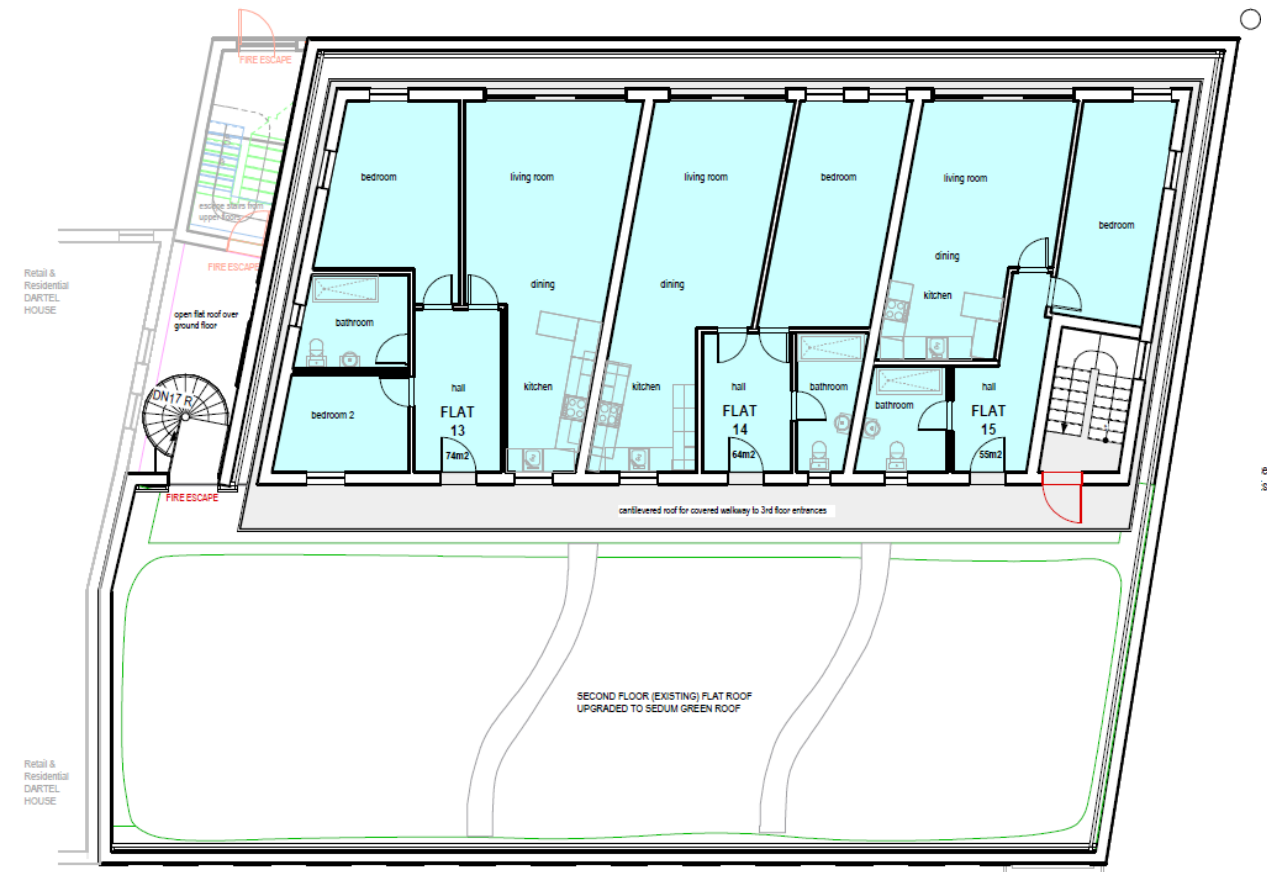 FIRE ESCAPE
bedroom
living room
living room
bedroom
living room
bedroom
escape stairs from
upper floors
FIRE ESCAPE
Retail &
Residential
DARTEL
HOUSE
open flat roof over
ground floor
dining
dining
dining
kitchen
bathroom
DN17 R
bedroom 2
hall
FLAT
13
74m2
kitchen
kitchen
hall
FLAT
14
64m2
bathroom
bathroom
hall
FLAT
15
55m2
FIRE ESCAPE
cantilevered roof for covered walkway to 3rd floor entrances
SECOND FLOOR (EXISTING) FLAT ROOF
UPGRADED TO SEDUM GREEN ROOF
Retail &
Residential
DARTEL
HOUSE